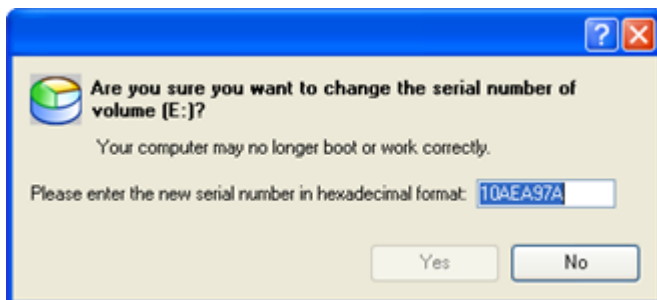 ?
Are you sure you want to change the serial number of
volume (E:)?
Your computer may no longer boot or work correctly.
Please enter the new serial number in hexadecimal format: 10AEA97A
Yes No